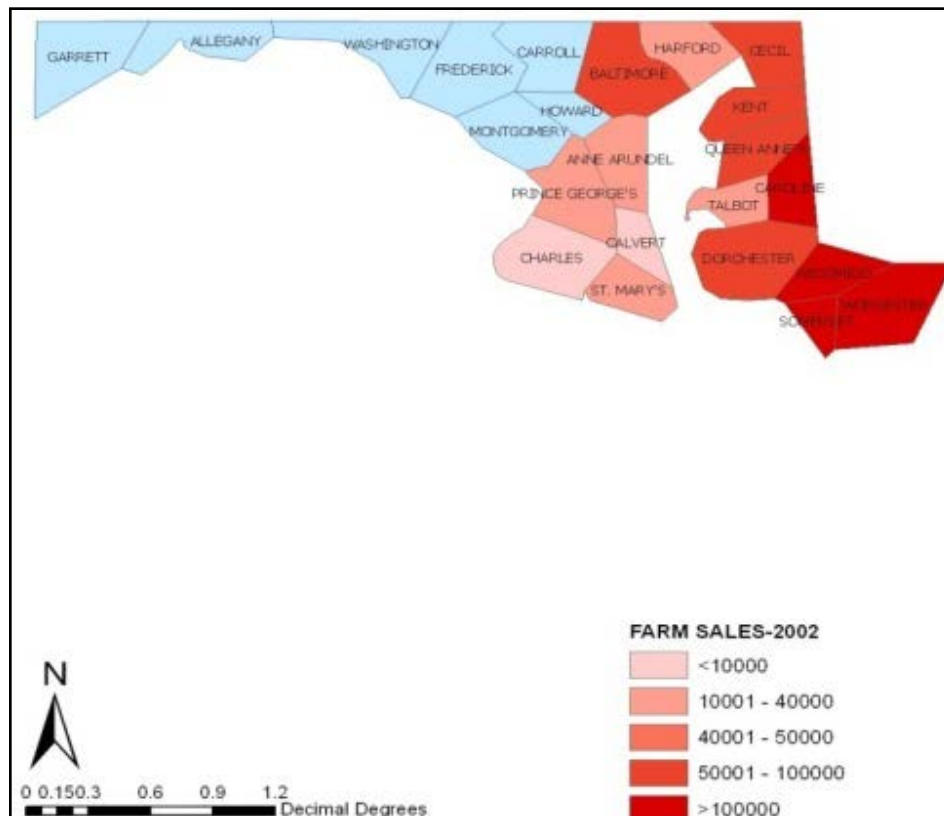 GARRETT
ALLEGANY
WASHINGTON
FREDERICK
CARROLL
BALTIMORE
HARFORD
CECIL
HOWARD
MONTGOMERY
KENT
ANNE ARUNDEL
QUEEN ANNE'S
PRINCE GEORGE'S
CAROLINE
TALBOT
CHARLES
CALVERT
DORCHESTER
ST. MARY'S
WICOMICO
WORCESTER
SOMERSET
FARM SALES-2002
<10000
10001 - 40000
40001 - 50000
50001 - 100000
>100000
N
0 0.150.3 0.6 0.9 1.2
Decimal Degrees